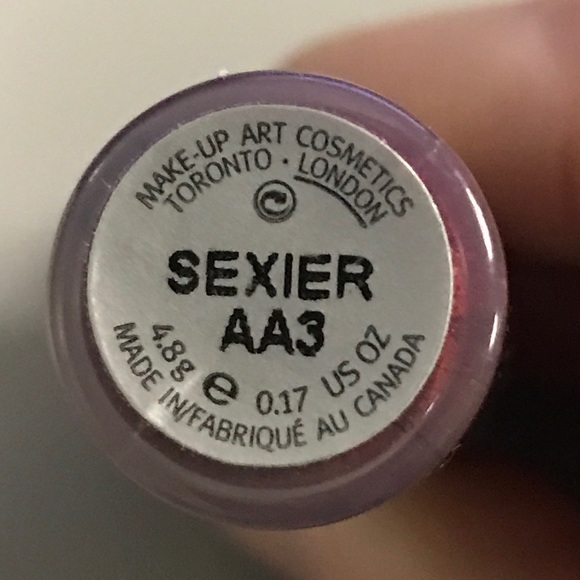 MAKE-UP ART COSMETICS
TORONTO · LONDON
SEXIER
AA3
4.8g e 0.17 US OZ
MADE IN/FABRIQUÉ AU CANADA